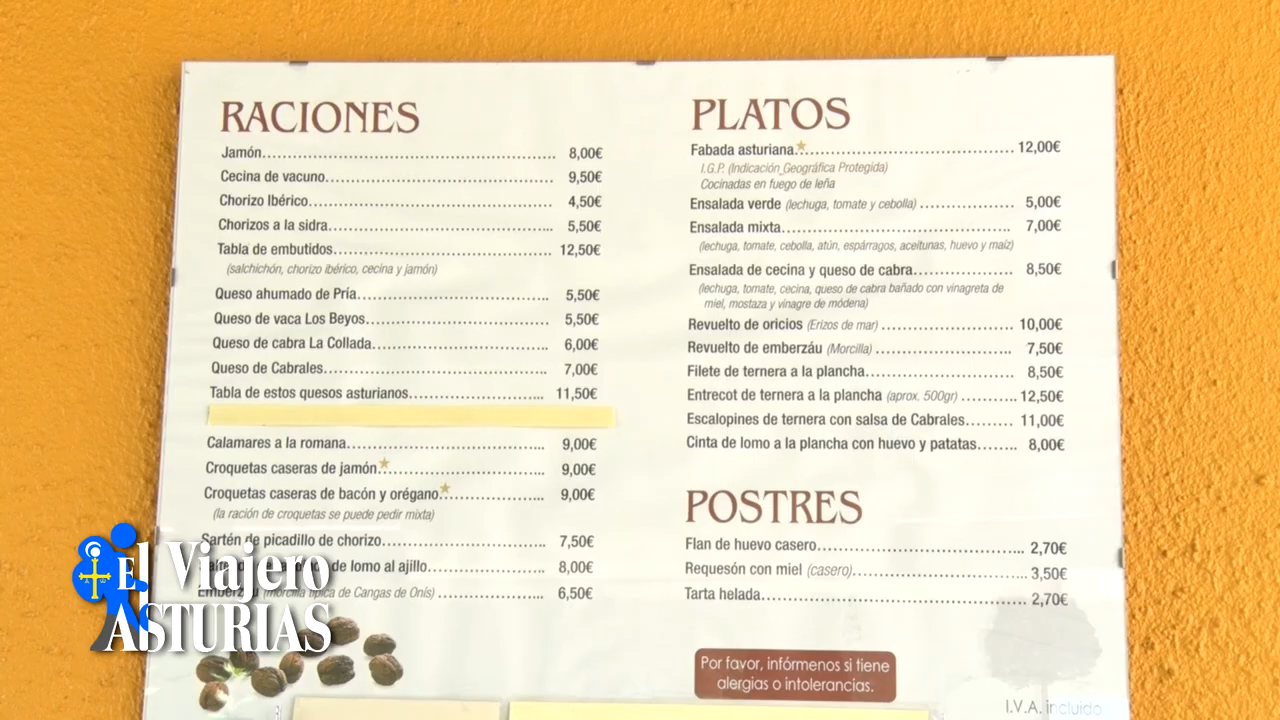 RACIONES
Jamón........ 8,00€
Cecina de vacuno........ 9,50€
Chorizo Ibérico........ 4,50€
Chorizos a la sidra........ 5,50€
Tabla de embutidos........ 12,50€
(salchichón, chorizo ibérico, cecina y jamón)
Queso ahumado de Pría........ 5,50€
Queso de vaca Los Beyos........ 5,50€
Queso de cabra La Collada........ 6,00€
Queso de Cabrales........ 7,00€
Tabla de estos quesos asturianos........ 11,50€
Calamares a la romana........ 9,00€
Croquetas caseras de jamón........ 9,00€
Croquetas caseras de bacón y orégano........ 9,00€
(la ración de croquetas se puede pedir mixta)
Sartén de picadillo de chorizo........ 7,50€
de lomo al ajillo........ 8,00€
Emberzáu (morcilla típica de Cangas de Onís)........ 6,50€
PLATOS
Fabada asturiana........ 12,00€
I.G.P. (Indicación Geográfica Protegida)
Cocinadas en fuego de leña
Ensalada verde (lechuga, tomate y cebolla)........ 5,00€
Ensalada mixta........ 7,00€
(lechuga, tomate, cebolla, atún, espárragos, aceitunas, huevo y maíz)
Ensalada de cecina y queso de cabra........ 8,50€
(lechuga, tomate, cecina, queso de cabra bañado con vinagreta de
miel, mostaza y vinagre de módena)
Revuelto de oricios (Erizos de mar)........ 10,00€
Revuelto de emberzáu (Morcilla)........ 7,50€
Filete de ternera a la plancha........ 8,50€
Entrecot de ternera a la plancha (aprox. 500gr)........ 12,50€
Escalopines de ternera con salsa de Cabrales........ 11,00€
Cinta de lomo a la plancha con huevo y patatas........ 8,00€
POSTRES
Flan de huevo casero........ 2,70€
Requesón con miel (casero)........ 3,50€
Tarta helada........ 2,70€
Por favor, infórmenos si tiene
alergias o intolerancias.
I.V.A. incluido
El Viajero
ASTURIAS